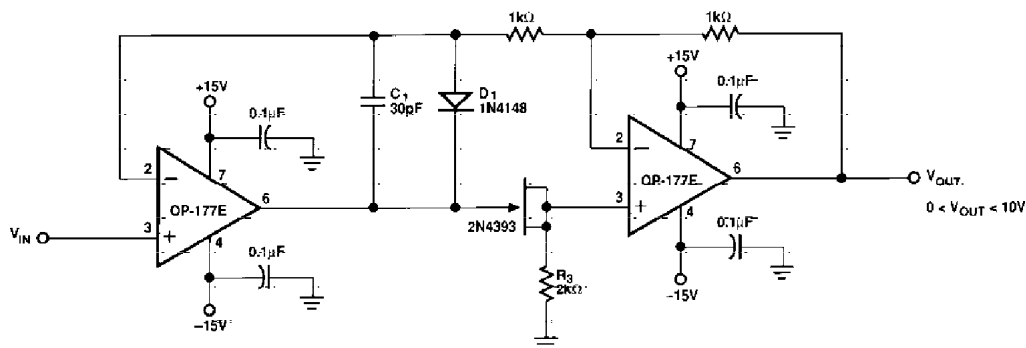 1kΩ
1kΩ
+15V
0.1µF
C1
30pF
D1
1N4148
+15V
0.1µF
2
−
7
OP-177E
6
3
+
4
VIN
0.1µF
−15V
2N4393
R3
2kΩ
2
−
7
OP-177E
6
3
+
4
VOUT
0 < VOUT < 10V
0.1µF
−15V